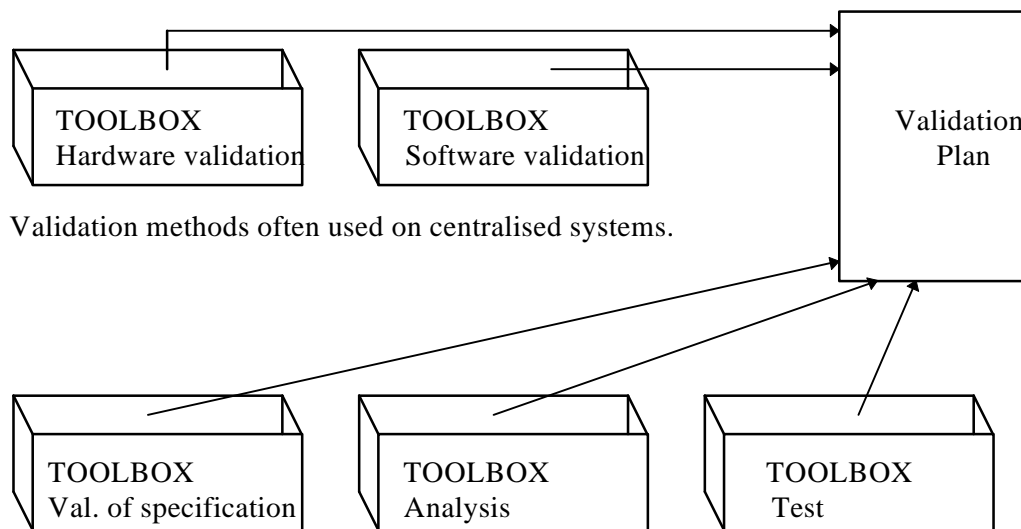 TOOLBOX
Hardware validation
TOOLBOX
Software validation
Validation
Plan
Validation methods often used on centralised systems.
TOOLBOX
Val. of specification
TOOLBOX
Analysis
TOOLBOX
Test